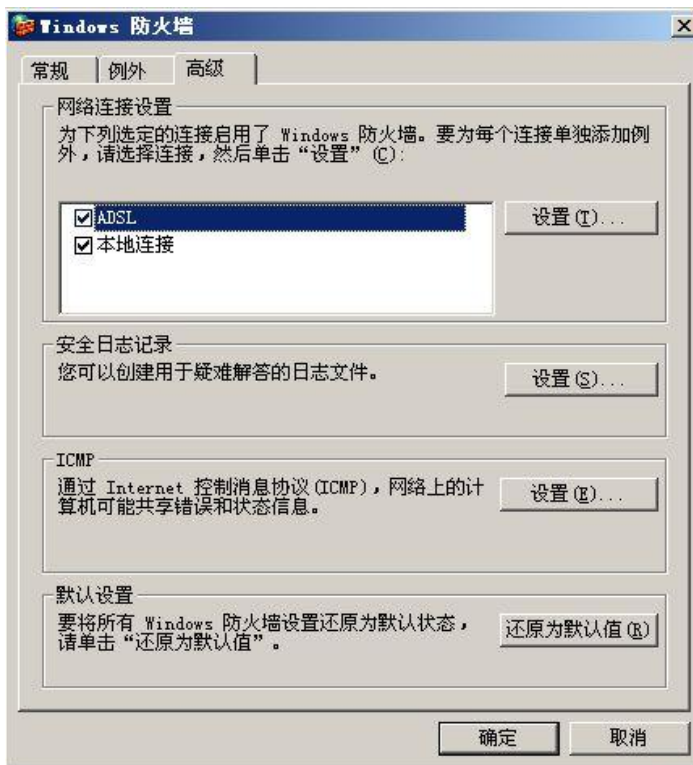 Windows 防火墙
常规 例外 高级
网络连接设置
为下列选定的连接启用了 Windows 防火墙。要为每个连接单独添加例
外，请选择连接，然后单击“设置”(C):
ADSL
本地连接
设置(T)...
安全日志记录
您可以创建用于疑难解答的日志文件。
设置(S)...
ICMP
通过 Internet 控制消息协议(ICMP)，网络上的计
算机可能共享错误和状态信息。
设置(E)...
默认设置
要将所有 Windows 防火墙设置还原为默认状态，
请单击“还原为默认值”。
还原为默认值(R)
确定 取消